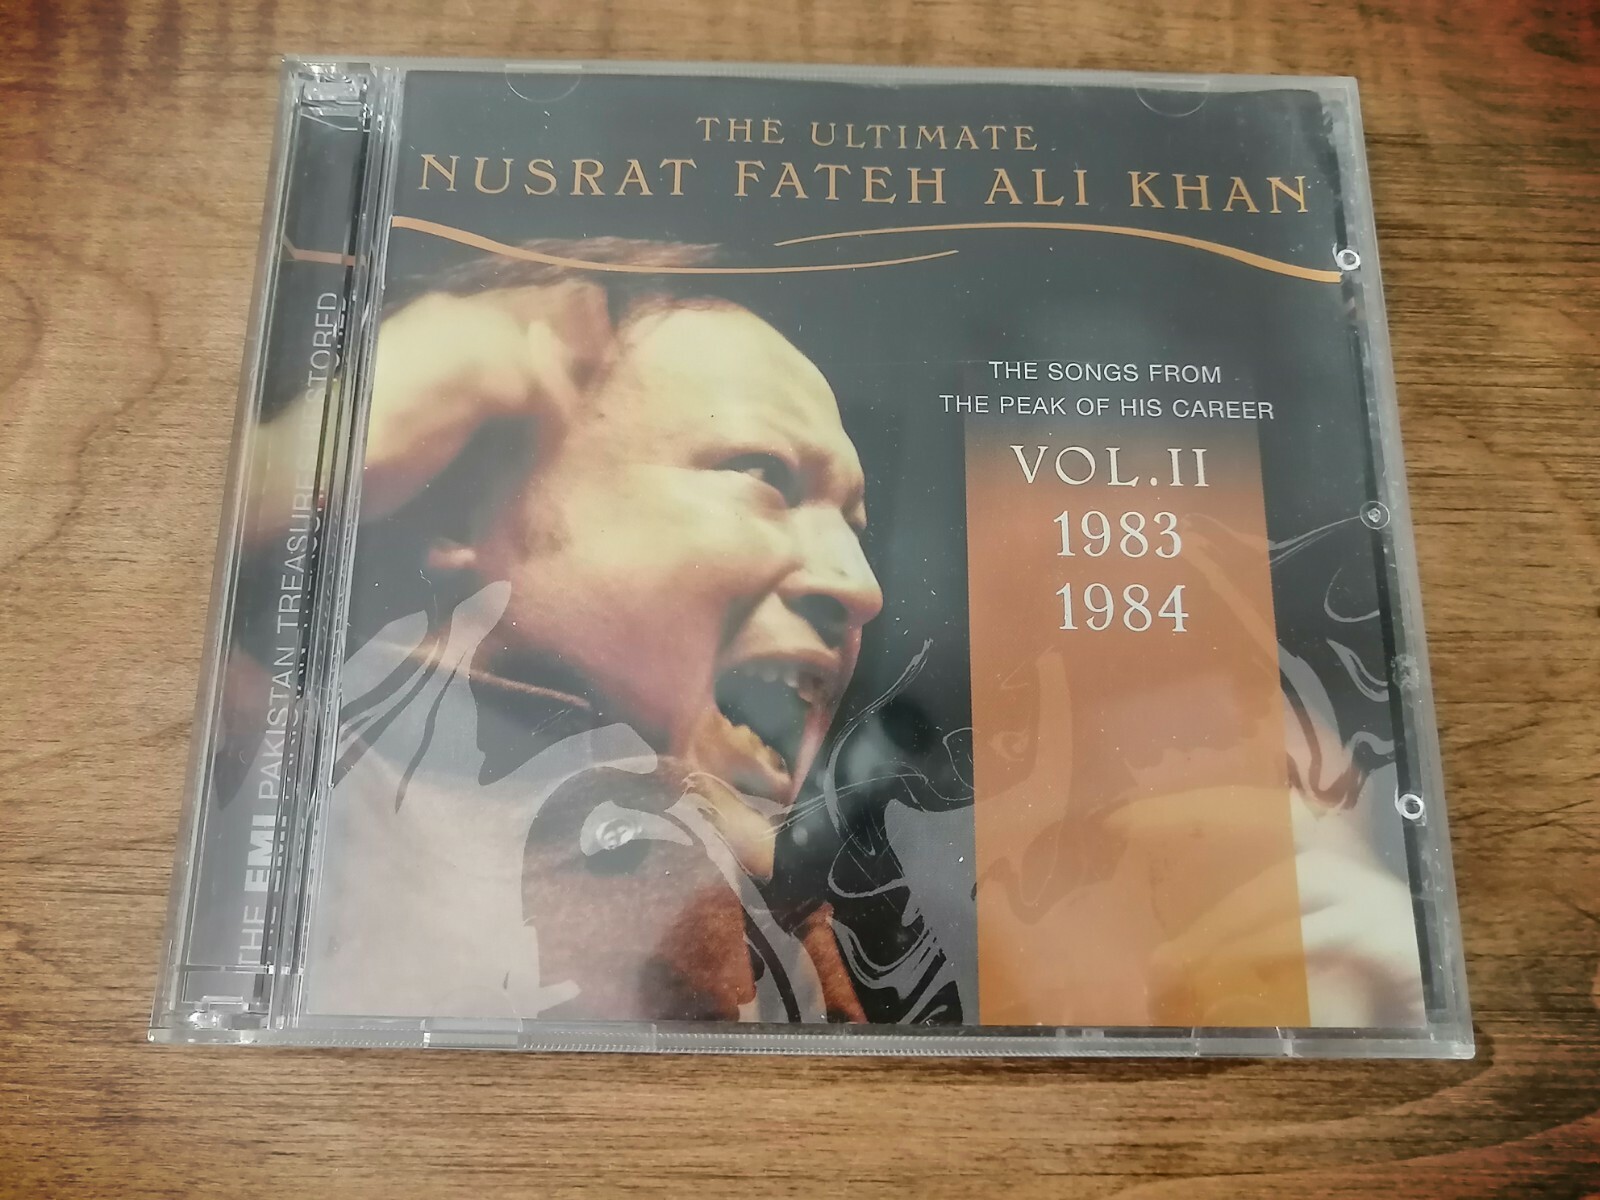 THE ULTIMATE
NUSRAT FATEH ALI KHAN
THE SONGS FROM
THE PEAK OF HIS CAREER
VOL.II
1983
1984
THE EMI PAKISTAN TREASURES